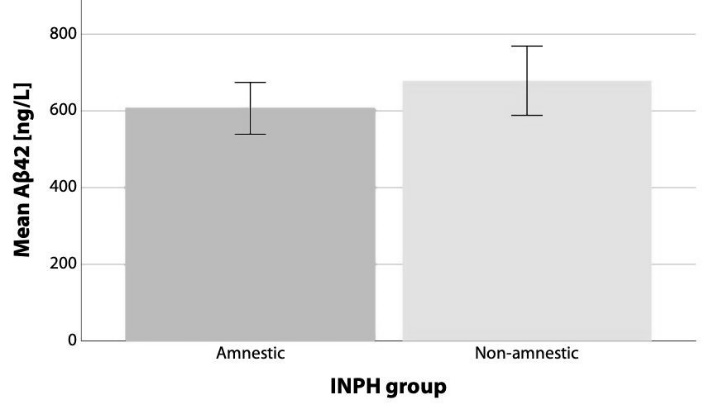 800
600
400
200
0
Mean Aβ42 [ng/L]
Amnestic Non-amnestic
INPH group